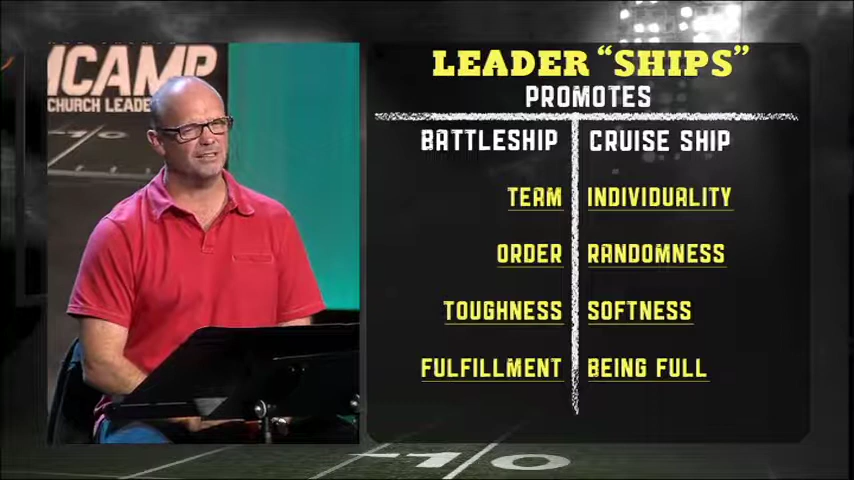 CAMP
CHURCH LEADE
LEADER “SHIPS”
PROMOTES
BATTLESHIP CRUISE SHIP
TEAM INDIVIDUALITY
ORDER RANDOMNESS
TOUGHNESS SOFTNESS
FULFILLMENT BEING FULL
10
10